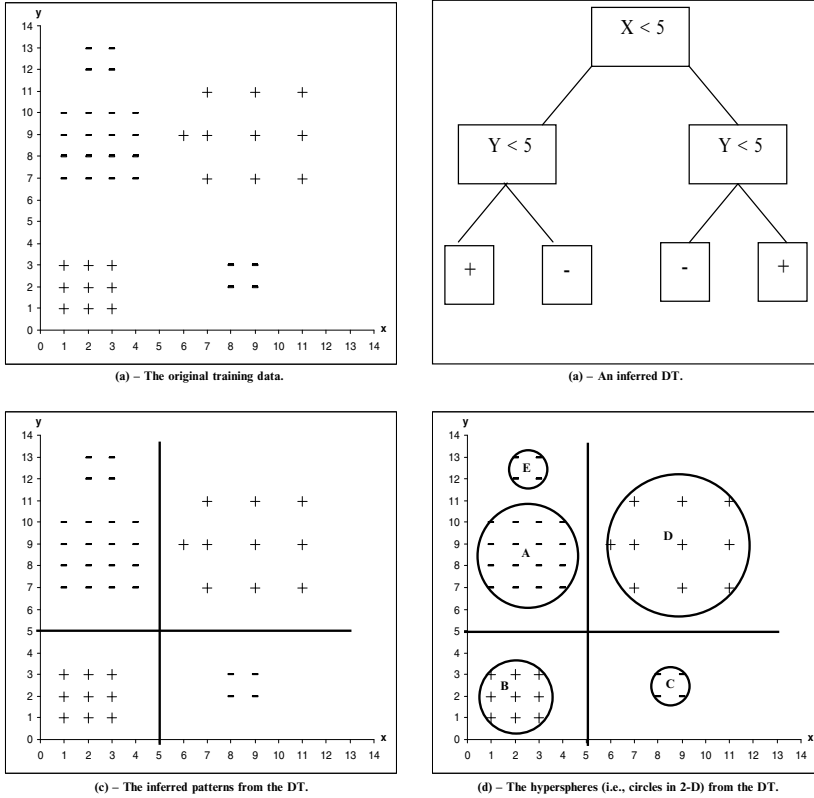 y
14
13
12
11
10
9
8
7
6
5
4
3
2
1
0
x
0 1 2 3 4 5 6 7 8 9 10 11 12 13 14
(a) – The original training data.
X < 5
Y < 5 Y < 5
+ - - +
(a) – An inferred DT.
y
14
13
12
11
10
9
8
7
6
5
4
3
2
1
0
x
0 1 2 3 4 5 6 7 8 9 10 11 12 13 14
(c) – The inferred patterns from the DT.
y
14
13
12
11
10
9
8
7
6
5
4
3
2
1
0
x
0 1 2 3 4 5 6 7 8 9 10 11 12 13 14
E
D
A
B
C
(d) – The hyperspheres (i.e., circles in 2-D) from the DT.